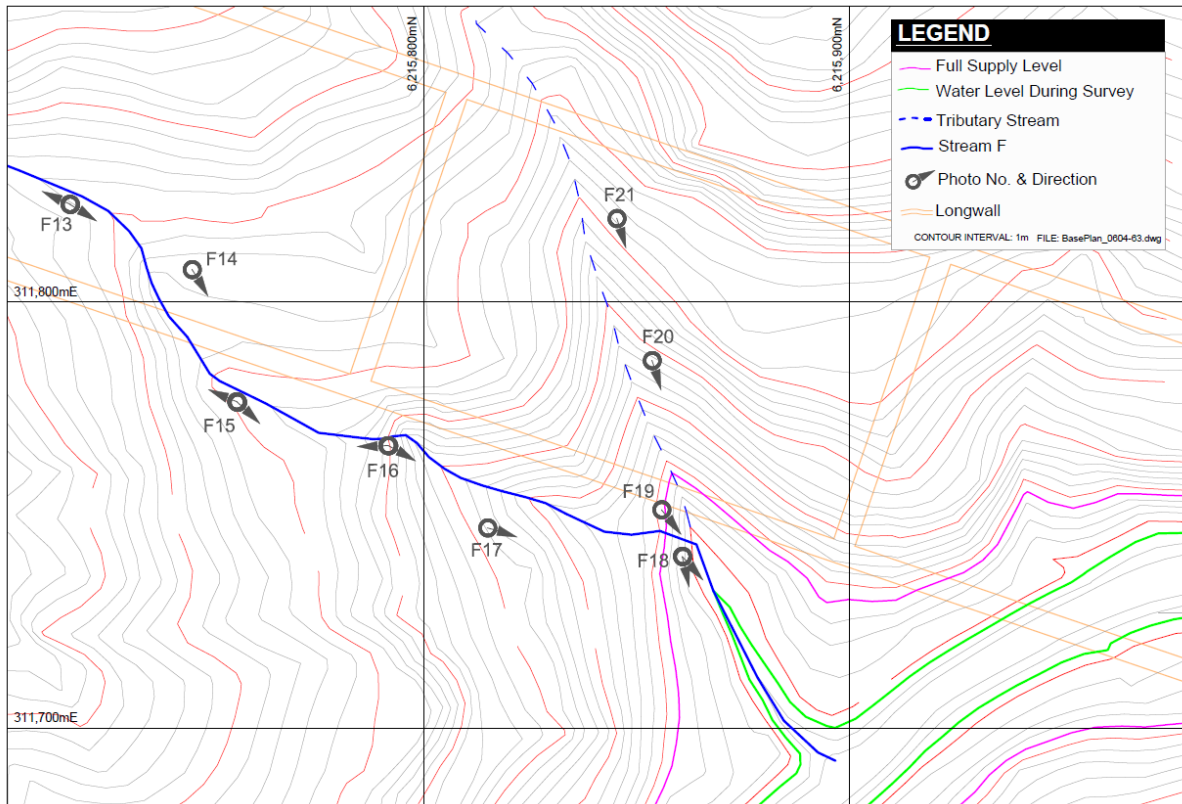 6,215,800mN
6,215,900mN
LEGEND
Full Supply Level
Water Level During Survey
Tributary Stream
Stream F
Photo No. & Direction
Longwall
CONTOUR INTERVAL: 1m FILE: BasePlan_0604-63.dwg
F13
F21
F14
311,800mE
F20
F15
F16
F19
F17
F18
311,700mE